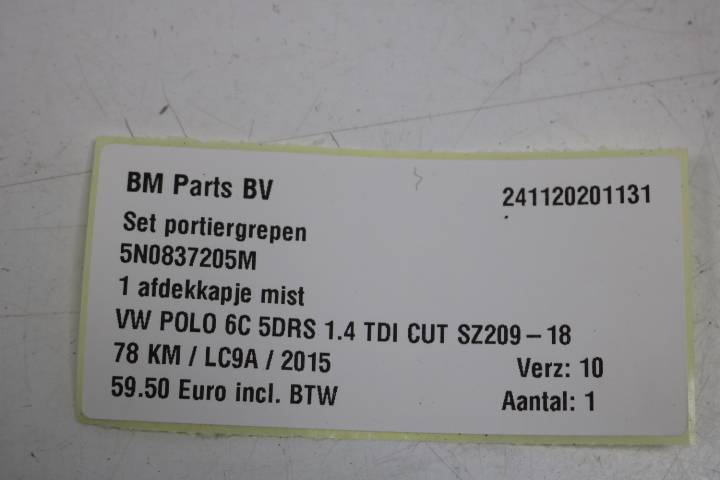 BM Parts BV 241120201131
Set portiergrepen
5N0837205M
1 afdekkapje mist
VW POLO 6C 5DRS 1.4 TDI CUT SZ209-18
78 KM / LC9A / 2015 Verz: 10
59.50 Euro incl. BTW Aantal: 1